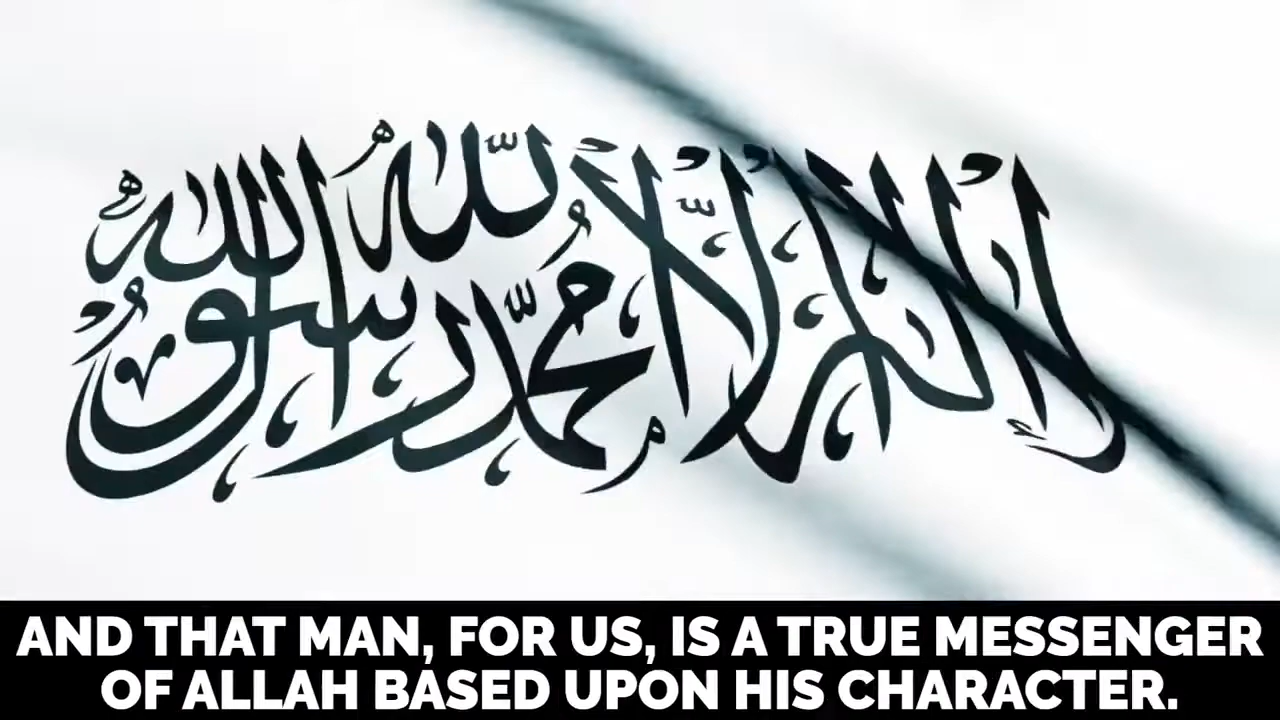 لا إله إلا الله محمد رسول الله
AND THAT MAN, FOR US, IS A TRUE MESSENGER
OF ALLAH BASED UPON HIS CHARACTER.